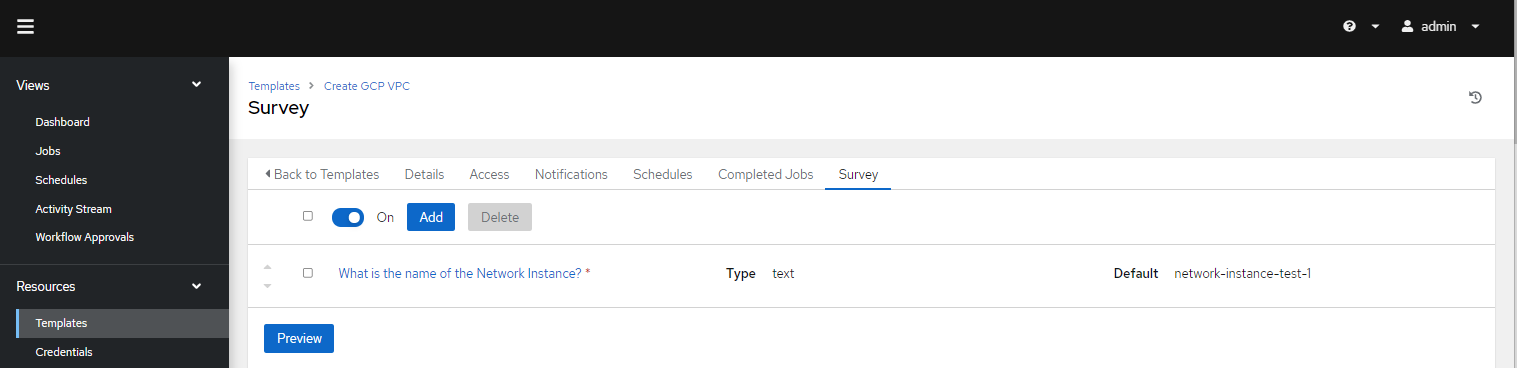 admin
Views
Dashboard
Jobs
Schedules
Activity Stream
Workflow Approvals
Resources
Templates
Credentials
Templates Create GCP VPC
Survey
Back to Templates Details Access Notifications Schedules Completed Jobs Survey
On Add Delete
What is the name of the Network Instance? * Type text Default network-instance-test-1
Preview